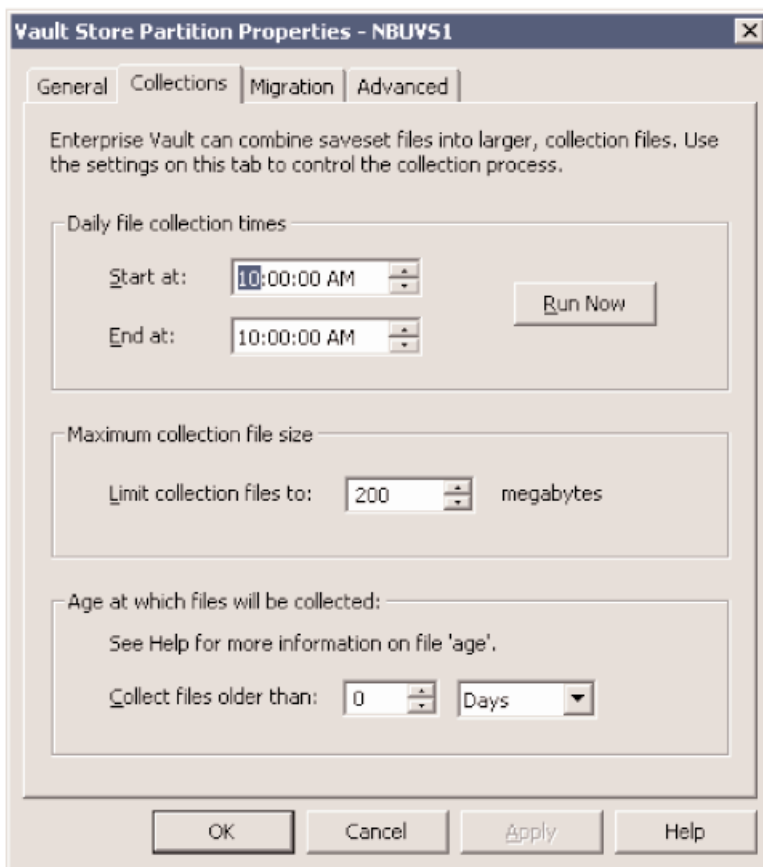 Vault Store Partition Properties - NBUVS1
General Collections Migration Advanced
Enterprise Vault can combine saveset files into larger, collection files. Use
the settings on this tab to control the collection process.
Daily file collection times
Start at: 10:00:00 AM
Run Now
End at: 10:00:00 AM
Maximum collection file size
Limit collection files to: 200 megabytes
Age at which files will be collected:
See Help for more information on file 'age'.
Collect files older than: 0 Days
OK Cancel Apply Help